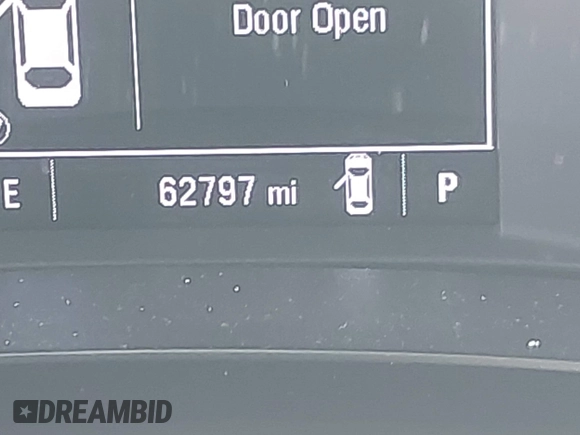 Door Open
E 62797 mi P
DREAMBID